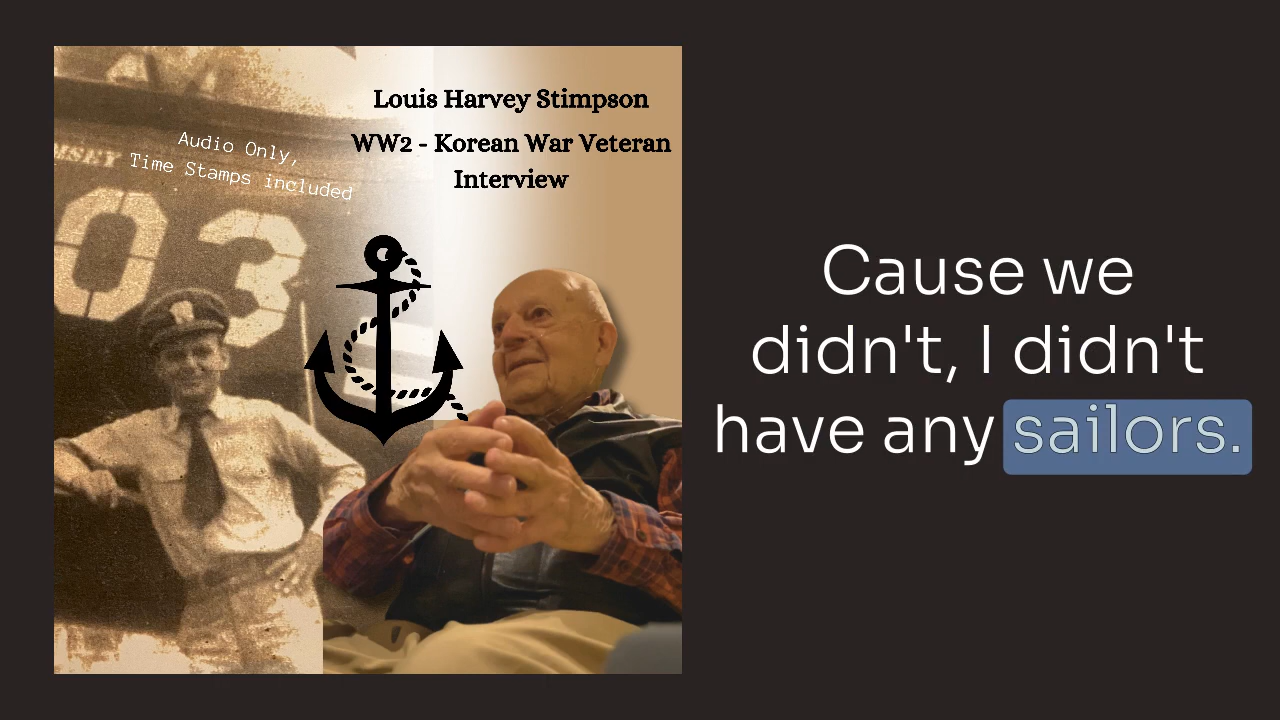 Louis Harvey Stimpson
WW2 - Korean War Veteran
Interview
Audio Only,
Time Stamps included
MSEY
03
Cause we
didn't, I didn't
have any sailors.